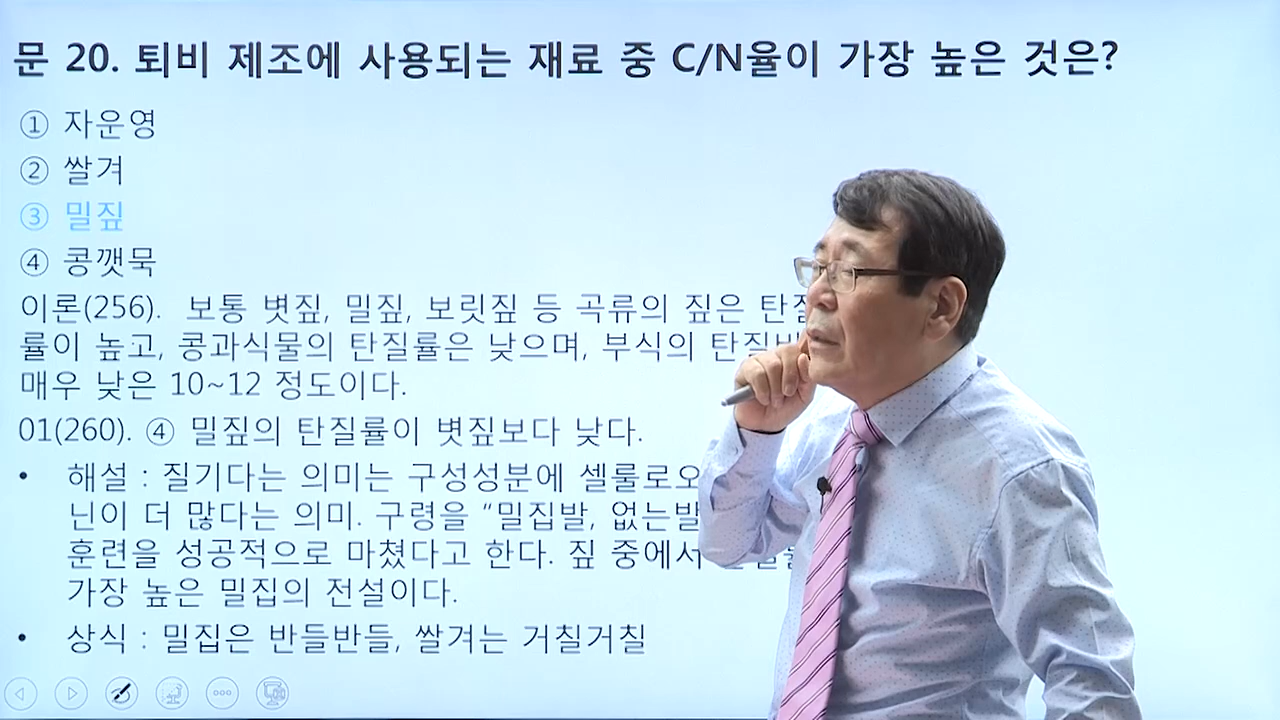 문 20. 퇴비 제조에 사용되는 재료 중 C/N율이 가장 높은 것은?
① 자운영
② 쌀겨
③ 밀짚
④ 콩깻묵
이론(256). 보통 볏짚, 밀짚, 보릿짚 등 곡류의 짚은 탄질
률이 높고, 콩과식물의 탄질률은 낮으며, 부식의
매우 낮은 10~12 정도이다.
01(260). ④ 밀짚의 탄질률이 볏짚보다 낮다.
• 해설 : 질기다는 의미는 구성성분에
닌이 더 많다는 의미. 구령을 “밀집발, 없는발
훈련을 성공적으로 마쳤다고 한다. 짚 중에서
가장 높은 밀집의 전설이다.
• 상식 : 밀집은 반들반들, 쌀겨는 거칠거칠